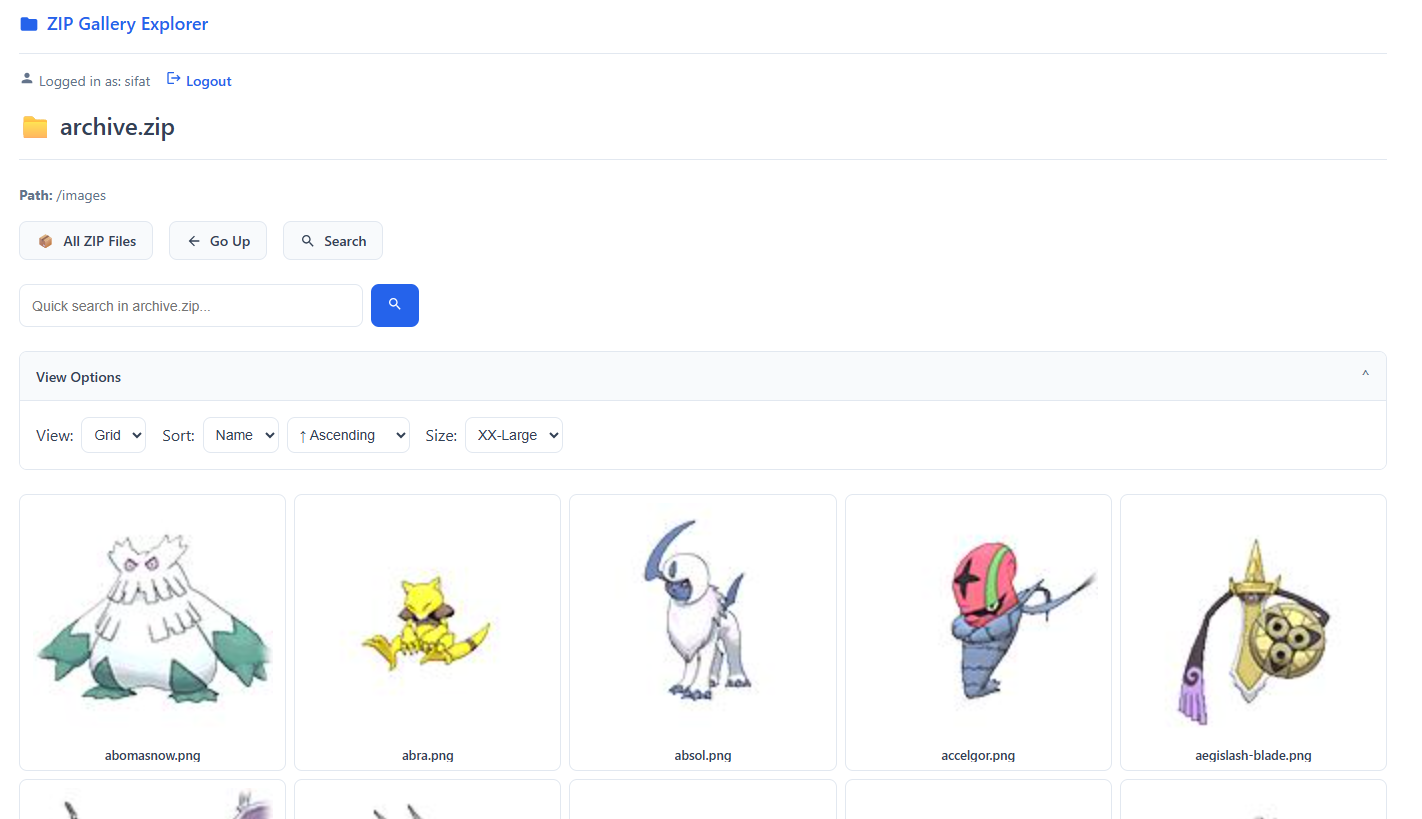 ZIP Gallery Explorer
Logged in as: sifat Logout
archive.zip
Path: /images
All ZIP Files Go Up Search
Quick search in archive.zip...
View Options
View: Grid Sort: Name ↑ Ascending Size: XX-Large
abomasnow.png abra.png absol.png accelgor.png aegislash-blade.png